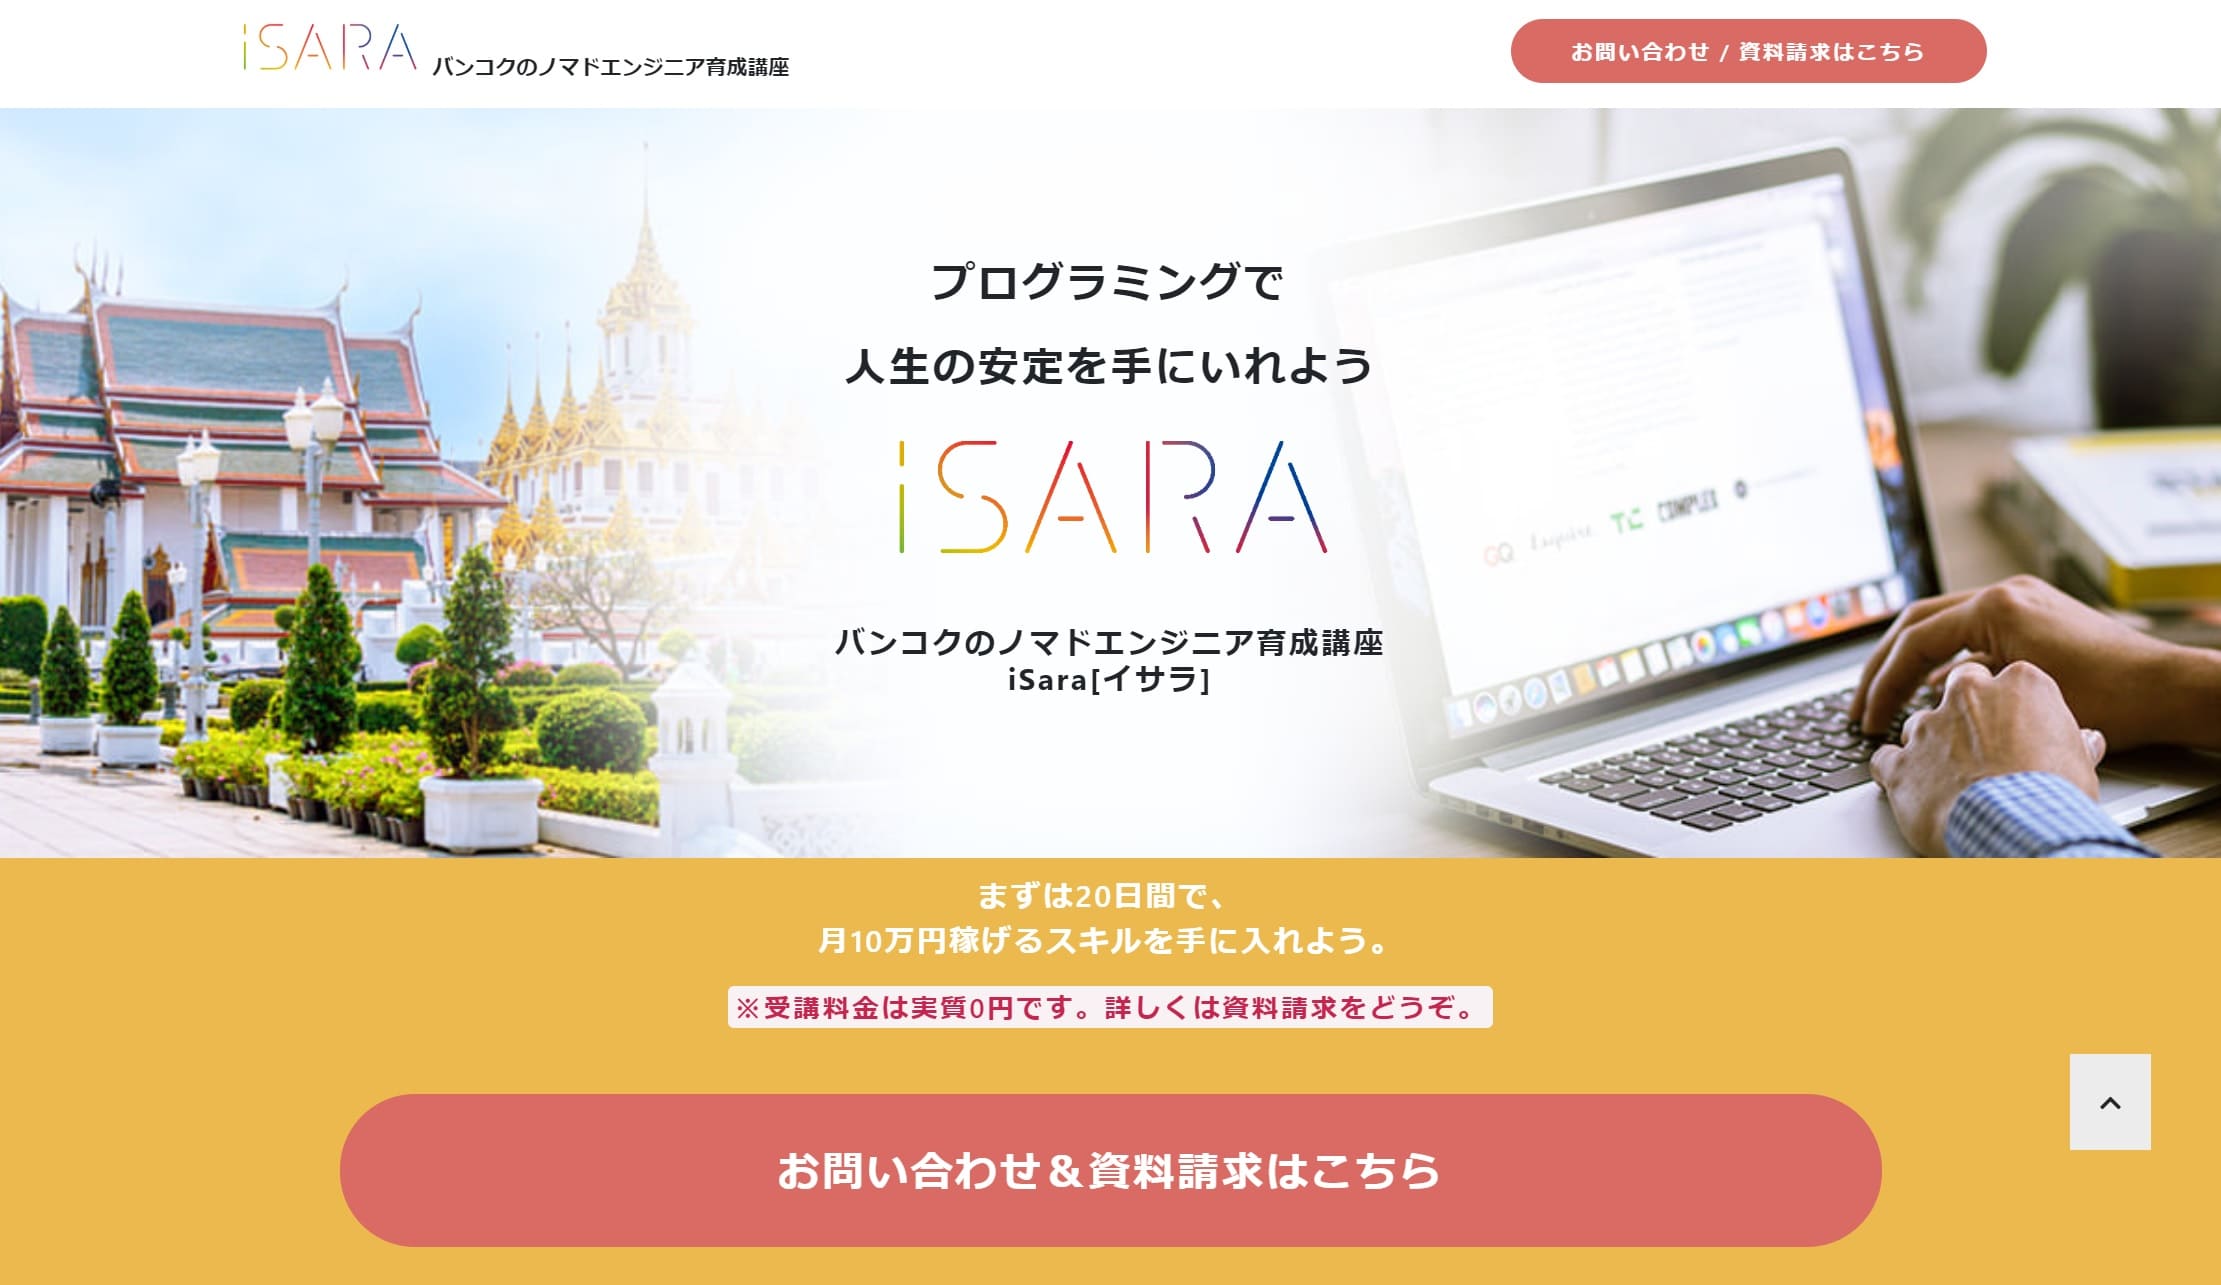 iSARA バンコクのノマドエンジニア育成講座
お問い合わせ / 資料請求はこちら
プログラミングで
人生の安定を手にいれよう
iSARA
バンコクのノマドエンジニア育成講座
iSara[イサラ]
GQ Esquire TC COMPLEX
まずは20日間で、
月10万円稼げるスキルを手に入れよう。
※受講料金は実質0円です。詳しくは資料請求をどうぞ。
お問い合わせ＆資料請求はこちら